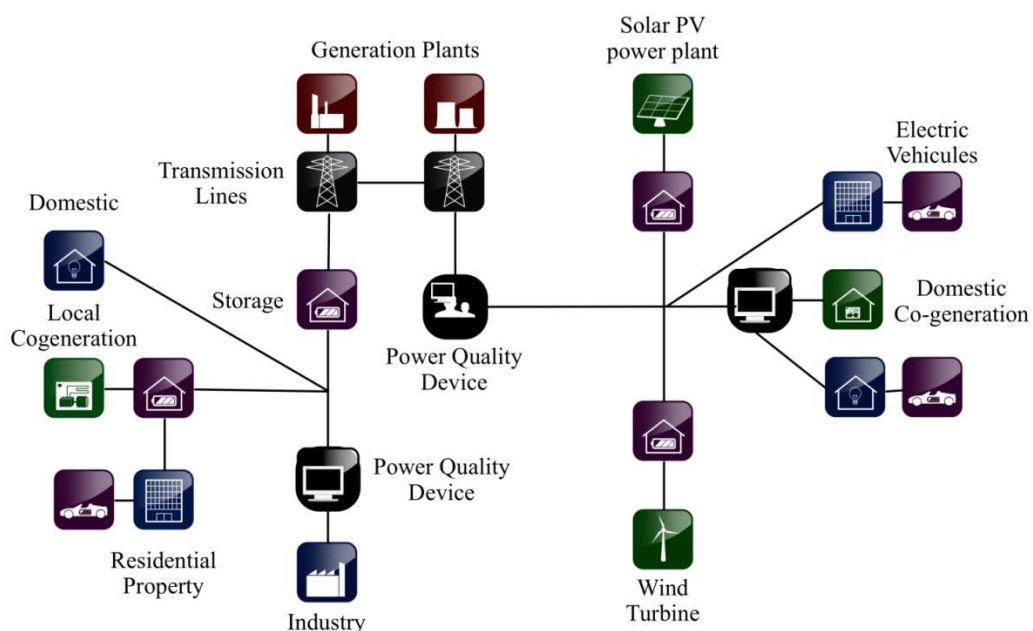 Generation Plants
Solar PV
power plant
Electric
Vehicules
Transmission
Lines
Domestic
Storage
Local
Cogeneration
Domestic
Co-generation
Power Quality
Device
Power Quality
Device
Residential
Property
Industry
Wind
Turbine